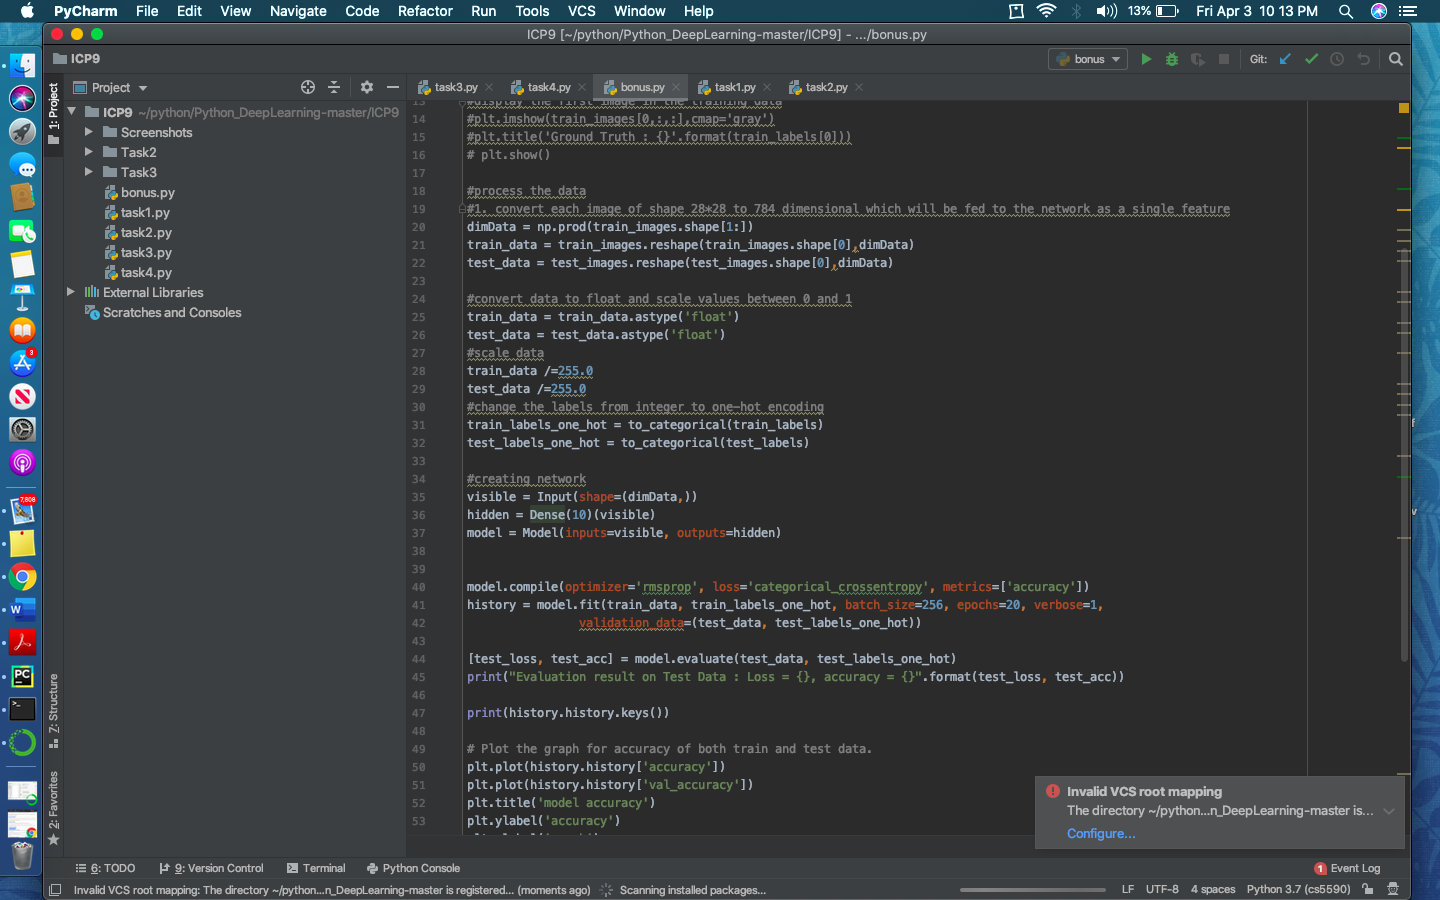 PyCharm File Edit View Navigate Code Refactor Run Tools VCS Window Help 13% Fri Apr 3 10 13 PM
ICP9 [~/python/Python_DeepLearning-master/ICP9] - .../bonus.py
ICP9 bonus Git:
1: Project
Project
task3.py task4.py bonus.py task1.py task2.py
ICP9 ~/python/Python_DeepLearning-master/ICP9
Screenshots
Task2
Task3
bonus.py
task1.py
task2.py
task3.py
task4.py
External Libraries
Scratches and Consoles
13 #display the first image in the training data
14 #plt.imshow(train_images[0,:,:],cmap='gray')
15 #plt.title('Ground Truth : {}'.format(train_labels[0]))
16 # plt.show()
17
18 #process the data
19 #1. convert each image of shape 28*28 to 784 dimensional which will be fed to the network as a single feature
20 dimData = np.prod(train_images.shape[1:])
21 train_data = train_images.reshape(train_images.shape[0],dimData)
22 test_data = test_images.reshape(test_images.shape[0],dimData)
23
24 #convert data to float and scale values between 0 and 1
25 train_data = train_data.astype('float')
26 test_data = test_data.astype('float')
27 #scale data
28 train_data /=255.0
29 test_data /=255.0
30 #change the labels from integer to one-hot encoding
31 train_labels_one_hot = to_categorical(train_labels)
32 test_labels_one_hot = to_categorical(test_labels)
33
34 #creating network
35 visible = Input(shape=(dimData,))
36 hidden = Dense(10)(visible)
37 model = Model(inputs=visible, outputs=hidden)
38
39
40 model.compile(optimizer='rmsprop', loss='categorical_crossentropy', metrics=['accuracy'])
41 history = model.fit(train_data, train_labels_one_hot, batch_size=256, epochs=20, verbose=1,
42 validation_data=(test_data, test_labels_one_hot))
43
44 [test_loss, test_acc] = model.evaluate(test_data, test_labels_one_hot)
45 print("Evaluation result on Test Data : Loss = {}, accuracy = {}".format(test_loss, test_acc))
46
47 print(history.history.keys())
48
49 # Plot the graph for accuracy of both train and test data.
50 plt.plot(history.history['accuracy'])
51 plt.plot(history.history['val_accuracy'])
52 plt.title('model accuracy')
53 plt.ylabel('accuracy')
3
7,808
Z: Structure
2: Favorites
Invalid VCS root mapping
The directory ~/python...n_DeepLearning-master is...
Configure...
6: TODO 9: Version Control Terminal Python Console 1 Event Log
Invalid VCS root mapping: The directory ~/python...n_DeepLearning-master is registered... (moments ago) Scanning installed packages... LF UTF-8 4 spaces Python 3.7 (cs5590)